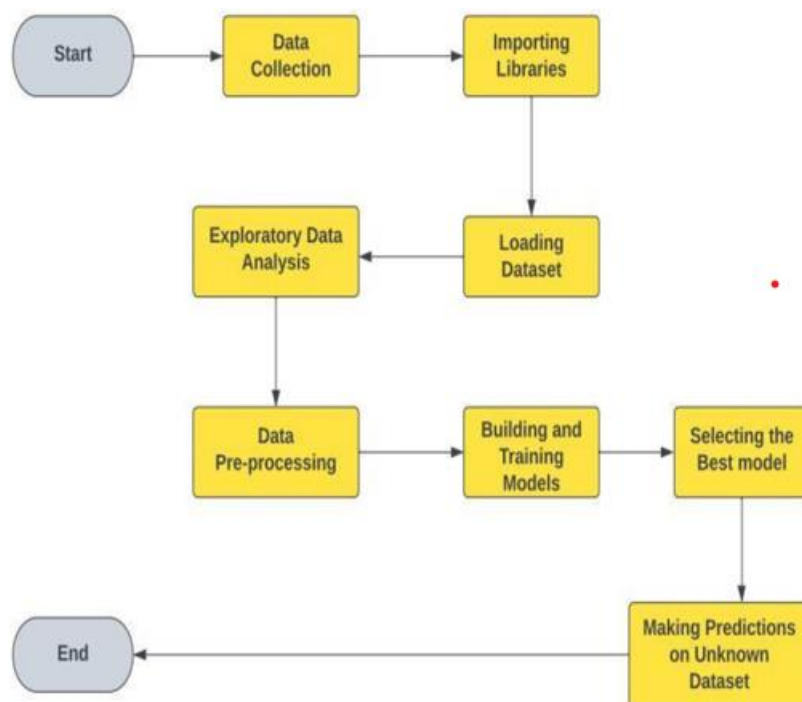 Start
Data
Collection
Importing
Libraries
Loading
Dataset
Exploratory Data
Analysis
Data
Pre-processing
Building and
Training
Models
Selecting the
Best model
Making Predictions
on Unknown
Dataset
End